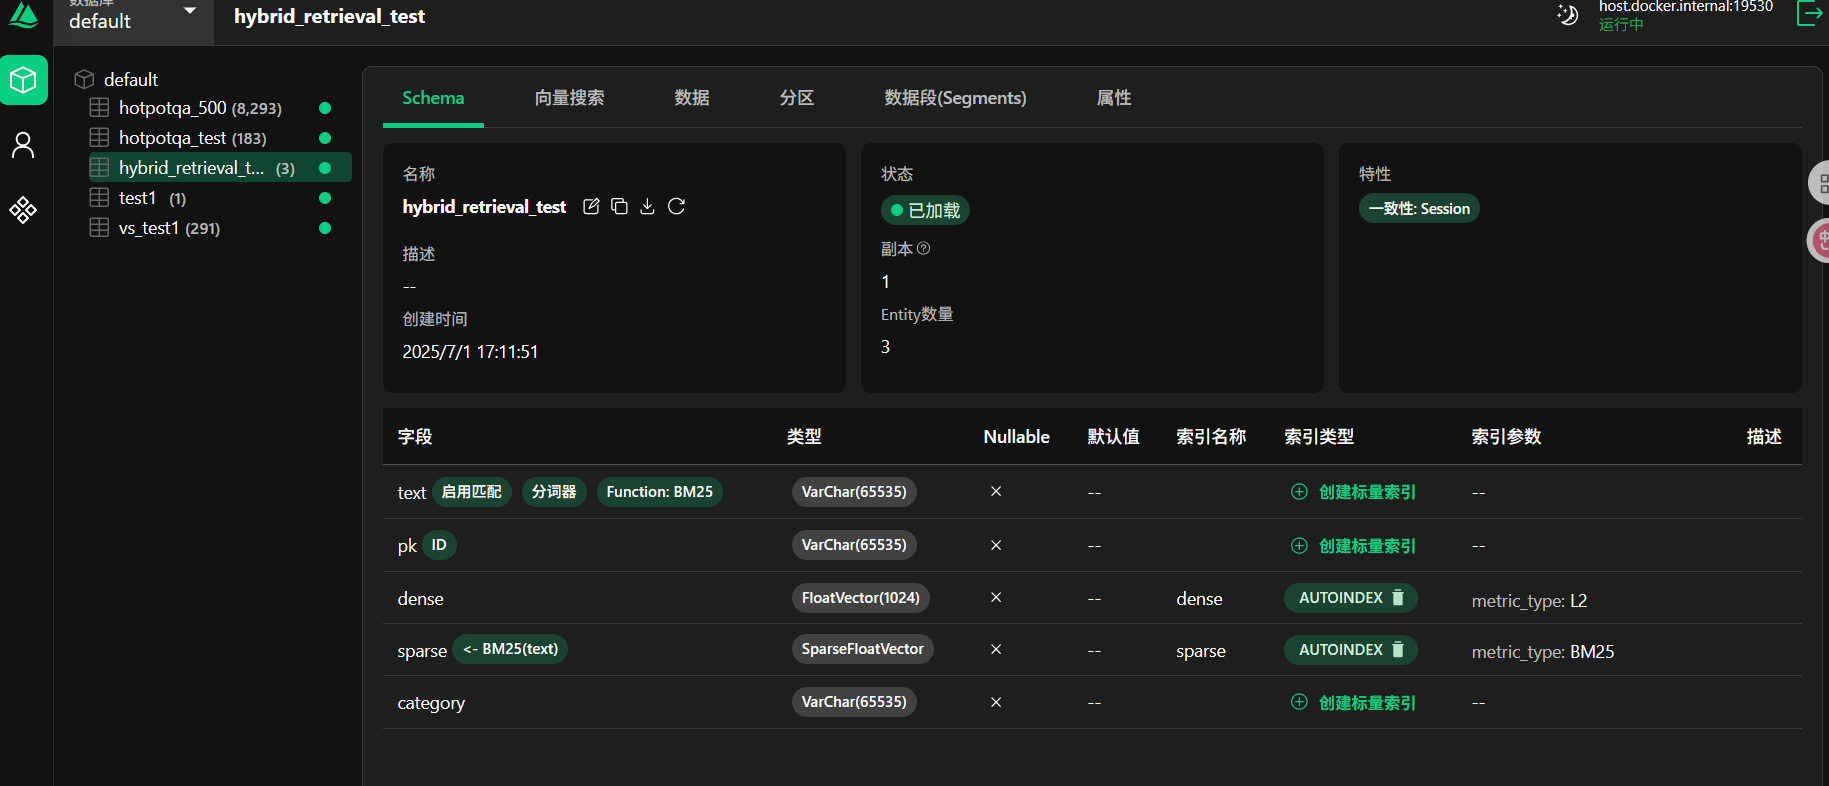 数据库
default
hybrid_retrieval_test
host.docker.internal:19530
运行中
default
hotpotqa_500 (8,293)
hotpotqa_test (183)
hybrid_retrieval_t... (3)
test1 (1)
vs_test1 (291)
Schema 向量搜索 数据 分区 数据段(Segments) 属性
名称
hybrid_retrieval_test
描述
--
创建时间
2025/7/1 17:11:51
状态
已加载
副本
1
Entity数量
3
特性
一致性: Session
字段 类型 Nullable 默认值 索引名称 索引类型 索引参数 描述
text 启用匹配 分词器 Function: BM25 VarChar(65535) -- 创建标量索引 --
pk ID VarChar(65535) -- 创建标量索引 --
dense FloatVector(1024) -- dense AUTOINDEX metric_type: L2
sparse <- BM25(text) SparseFloatVector -- sparse AUTOINDEX metric_type: BM25
category VarChar(65535) -- 创建标量索引 --